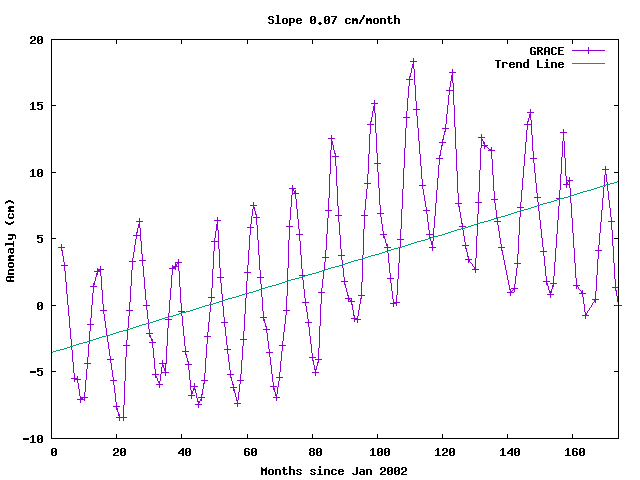 Slope 0.07 cm/month
GRACE
Trend Line
20
15
10
5
0
-5
-10
Anomaly (cm)
0 20 40 60 80 100 120 140 160
Months since Jan 2002